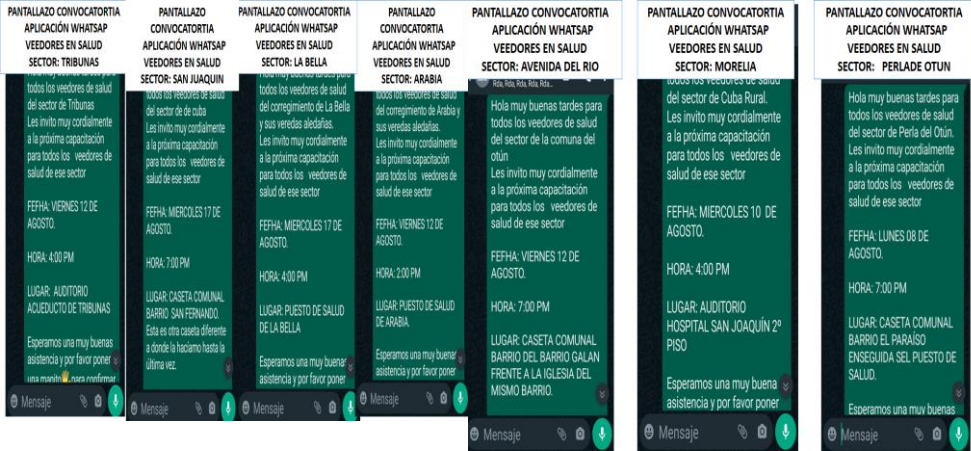 PANTALLAZO CONVOCATORTIA
APLICACIÓN WHATSAP
VEEDORES EN SALUD
SECTOR: TRIBUNAS
todos los veedores de salud
del sector de Tribunas
Les invito muy cordialmente
a la próxima capacitación
para todos los veedores de
salud de ese sector
FEFHA: VIERNES 12 DE
AGOSTO.
HORA: 4:00 PM
LUGAR: AUDITORIO
ACUEDUCTO DE TRIBUNAS
Esperamos una muy buena
asistencia y por favor poner
una manito👋 para confirmar
Mensaje
PANTALLAZO
CONVOCATORTIA
APLICACIÓN WHATSAP
VEEDORES EN SALUD
SECTOR: SAN JUAQUIN
todos los veedores de salud
del sector de de cuba
Les invito muy cordialmente
a la próxima capacitación
para todos los veedores de
salud de ese sector
FEFHA: MIERCOLES 17 DE
AGOSTO.
HORA: 7:00 PM
LUGAR: CASETA COMUNAL
BARRIO SAN FERNANDO.
Esta es otra caseta diferente
a donde la hacíamo hasta la
última vez.
Mensaje
PANTALLAZO CONVOCATORTIA
APLICACIÓN WHATSAP
VEEDORES EN SALUD
SECTOR: LA BELLA
Hola muy buenas tardes para
todos los veedores de salud
del corregimiento de La Bella
y sus veredas aledañas.
Les invito muy cordialmente
a la próxima capacitación
para todos los veedores de
salud de ese sector
FEFHA: MIERCOLES 17 DE
AGOSTO.
HORA: 4:00 PM
LUGAR: PUESTO DE SALUD
DE LA BELLA
Esperamos una muy buena
asistencia y por favor poner
Mensaje
PANTALLAZO
CONVOCATORTIA
APLICACIÓN WHATSAP
VEEDORES EN SALUD
SECTOR: ARABIA
todos los veedores de salud
del corregimiento de Arabia y
sus veredas aledañas.
Les invito muy cordialmente
a la próxima capacitación
para todos los veedores de
salud de ese sector
FEFHA: VIERNES 12 DE
AGOSTO.
HORA: 2:00 PM
LUGAR: PUESTO DE SALUD
DE ARABIA.
Esperamos una muy buena
asistencia y por favor poner
Mensaje
PANTALLAZO CONVOCATORTIA
APLICACIÓN WHATSAP
VEEDORES EN SALUD
SECTOR: AVENIDA DEL RIO
Rda, Rda, Rda, Rda, Rda...
Hola muy buenas tardes para
todos los veedores de salud
del sector de la comuna del
otún
Les invito muy cordialmente
a la próxima capacitación
para todos los veedores de
salud de ese sector
FEFHA: VIERNES 12 DE
AGOSTO.
HORA: 7:00 PM
LUGAR: CASETA COMUNAL
BARRIO DEL BARRIO GALAN
FRENTE A LA IGLESIA DEL
MISMO BARRIO.
Mensaje
PANTALLAZO CONVOCATORTIA
APLICACIÓN WHATSAP
VEEDORES EN SALUD
SECTOR: MORELIA
todos los veedores de salud
del sector de Cuba Rural.
Les invito muy cordialmente
a la próxima capacitación
para todos los veedores de
salud de ese sector
FEFHA: MIERCOLES 10 DE
AGOSTO.
HORA: 4:00 PM
LUGAR: AUDITORIO
HOSPITAL SAN JOAQUÍN 2º
PISO
Esperamos una muy buena
asistencia y por favor poner
Mensaje
PANTALLAZO CONVOCATORTIA
APLICACIÓN WHATSAP
VEEDORES EN SALUD
SECTOR: PERLADE OTUN
Hola muy buenas tardes para
todos los veedores de salud
del sector de Perla del Otún.
Les invito muy cordialmente
a la próxima capacitación
para todos los veedores de
salud de ese sector
FEFHA: LUNES 08 DE
AGOSTO.
HORA: 7:00 PM
LUGAR: CASETA COMUNAL
BARRIO EL PARAÍSO
ENSEGUIDA SEL PUESTO DE
SALUD.
Esperamos una muy buenas
Mensaje